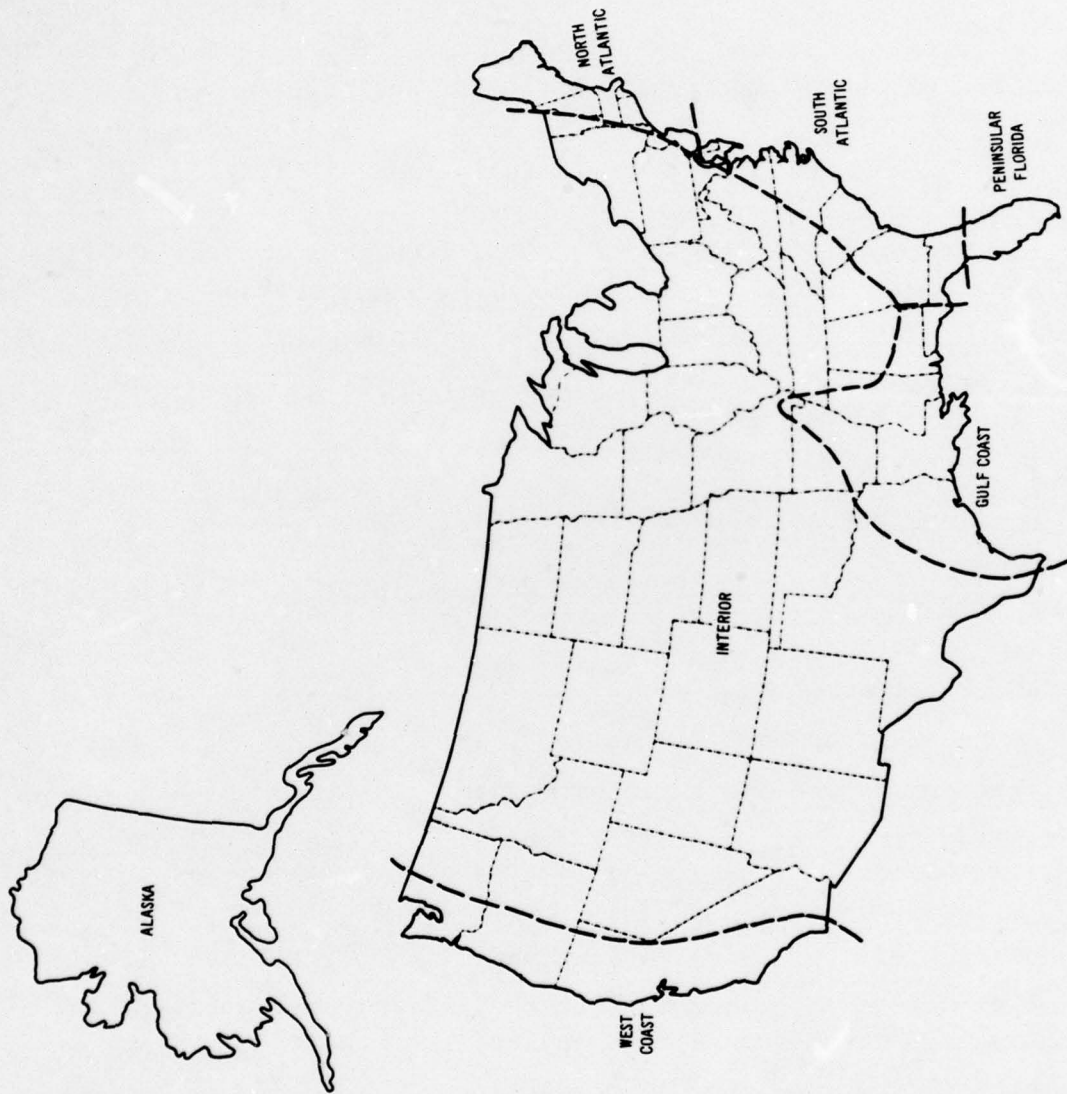 ALASKA
NORTH
ATLANTIC
SOUTH
ATLANTIC
PENINSULAR
FLORIDA
GULF COAST
INTERIOR
WEST
COAST